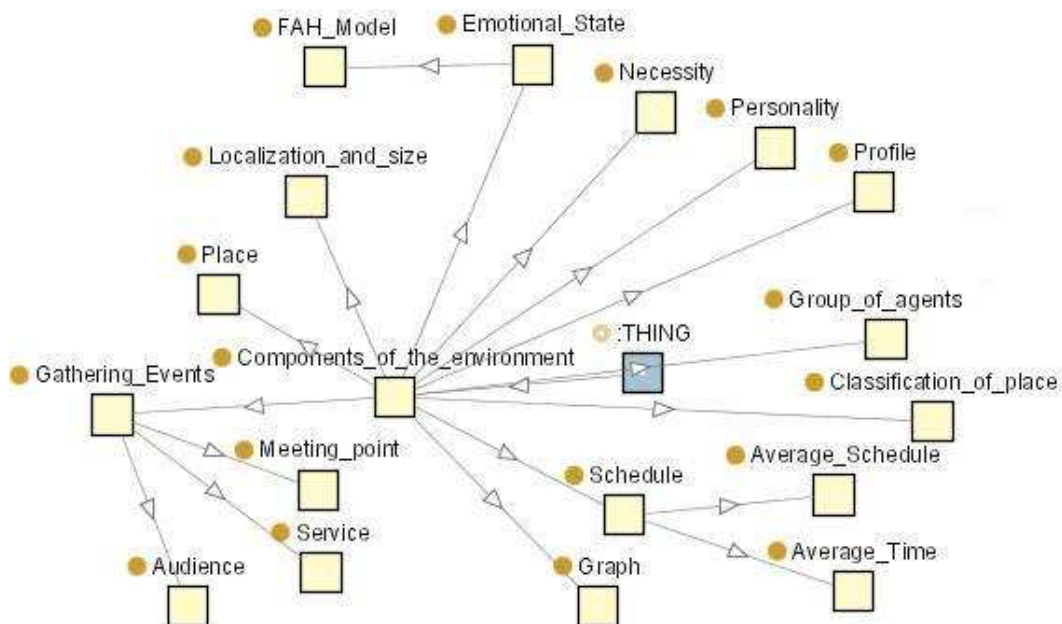 FAH_Model
Emotional_State
Necessity
Personality
Profile
Localization_and_size
Place
Group_of_agents
:THING
Components_of_the_environment
Gathering_Events
Classification_of_place
Meeting_point
Schedule
Average_Schedule
Service
Audience
Graph
Average_Time